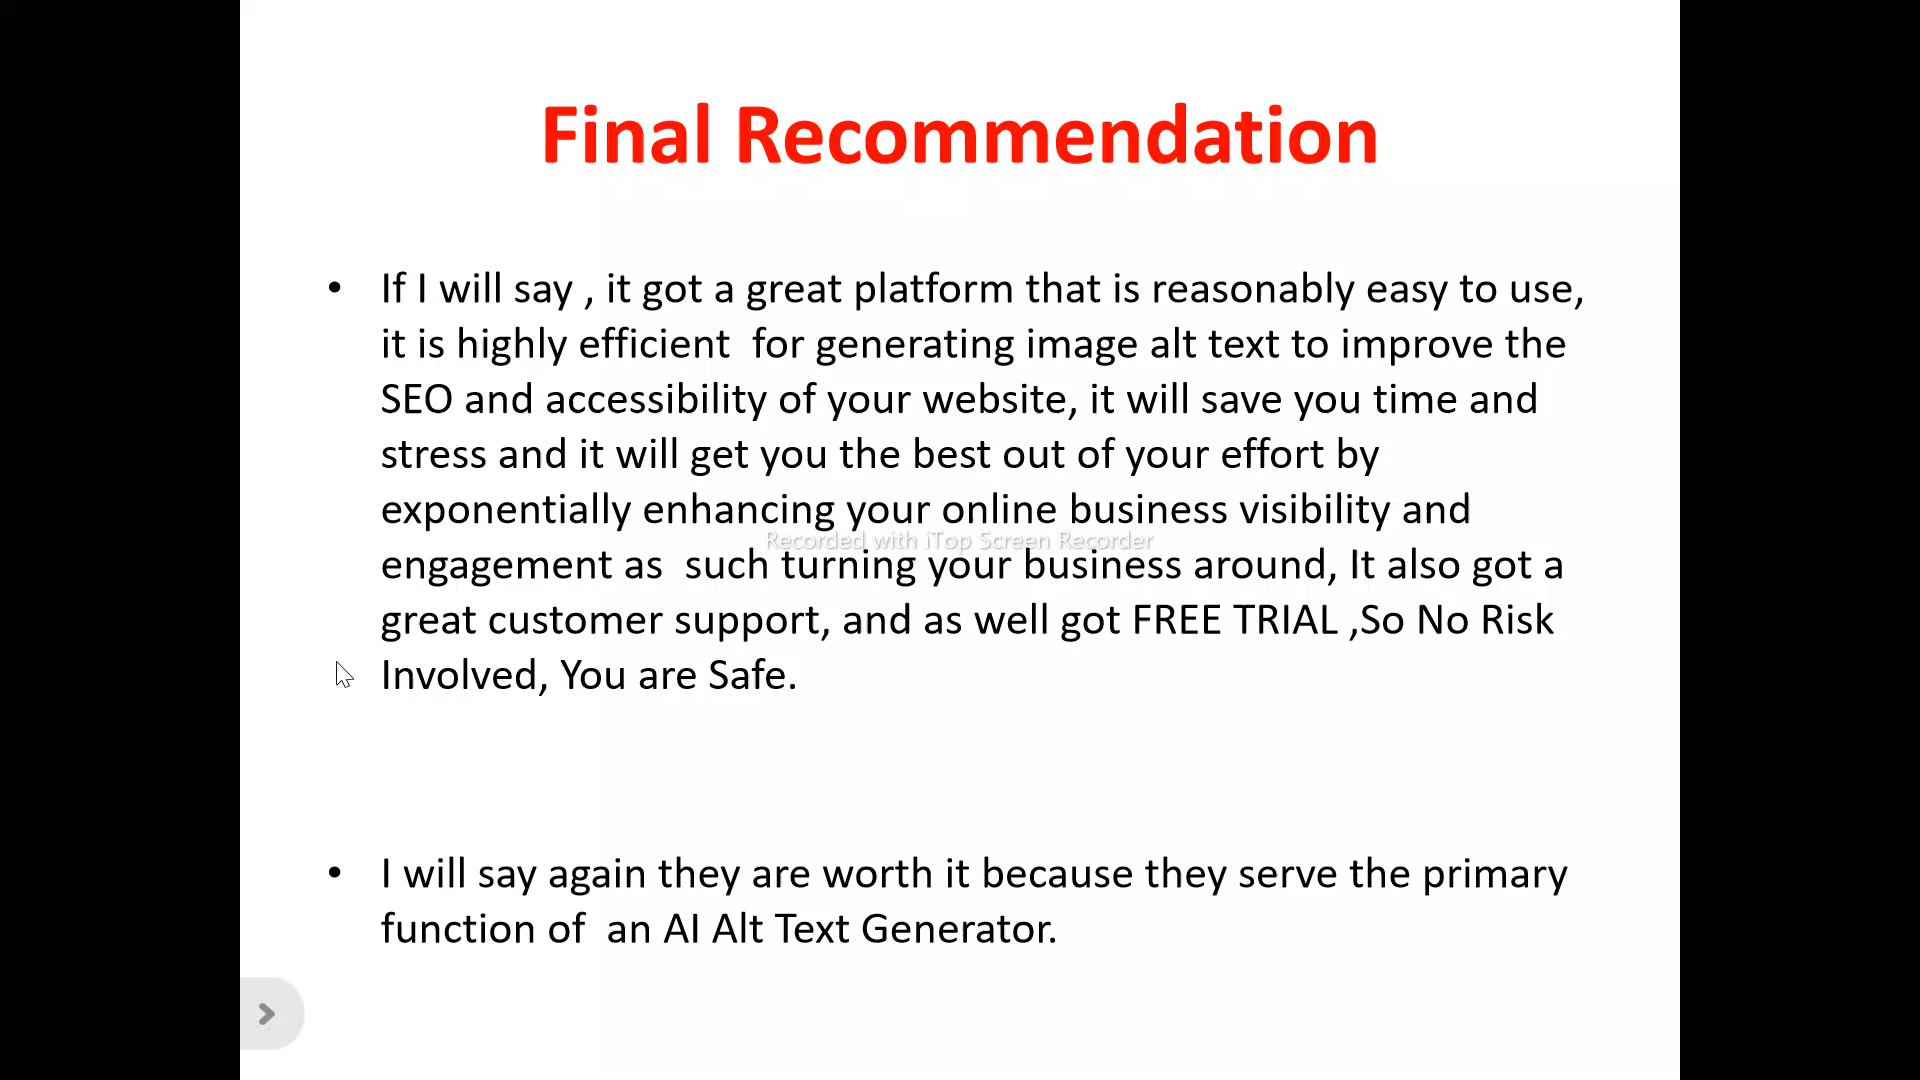 Final Recommendation
• If I will say , it got a great platform that is reasonably easy to use,
it is highly efficient  for generating image alt text to improve the
SEO and accessibility of your website, it will save you time and
stress and it will get you the best out of your effort by
exponentially enhancing your online business visibility and
Recorded with iTop Screen Recorder
engagement as  such turning your business around, It also got a
great customer support, and as well got FREE TRIAL ,So No Risk
Involved, You are Safe.
• I will say again they are worth it because they serve the primary
function of  an AI Alt Text Generator.